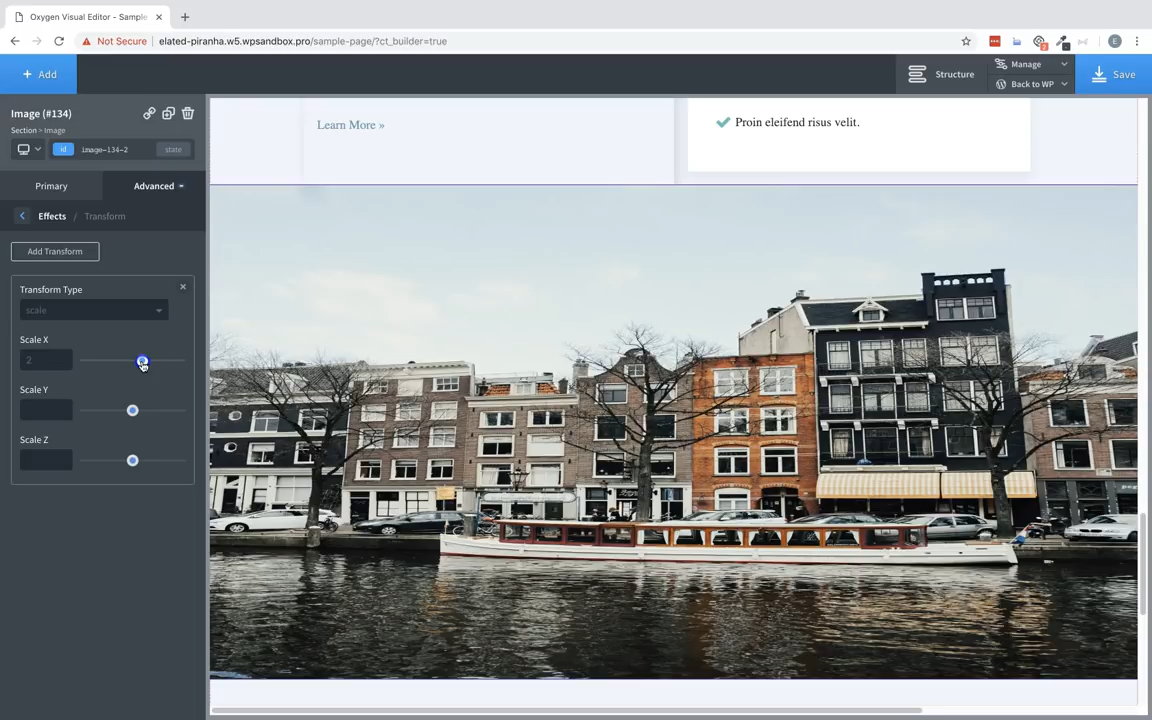 Oxygen Visual Editor - Sample
Not Secure elated-piranha.w5.wpsandbox.pro/sample-page/?ct_builder=true
2
E
+ Add
Structure
Manage
Back to WP
Save
Image (#134)
Section > Image
id image-134-2 state
Primary Advanced
Effects / Transform
Add Transform
Transform Type
scale
Scale X
2
Scale Y
Scale Z
Learn More »
Proin eleifend risus velit.